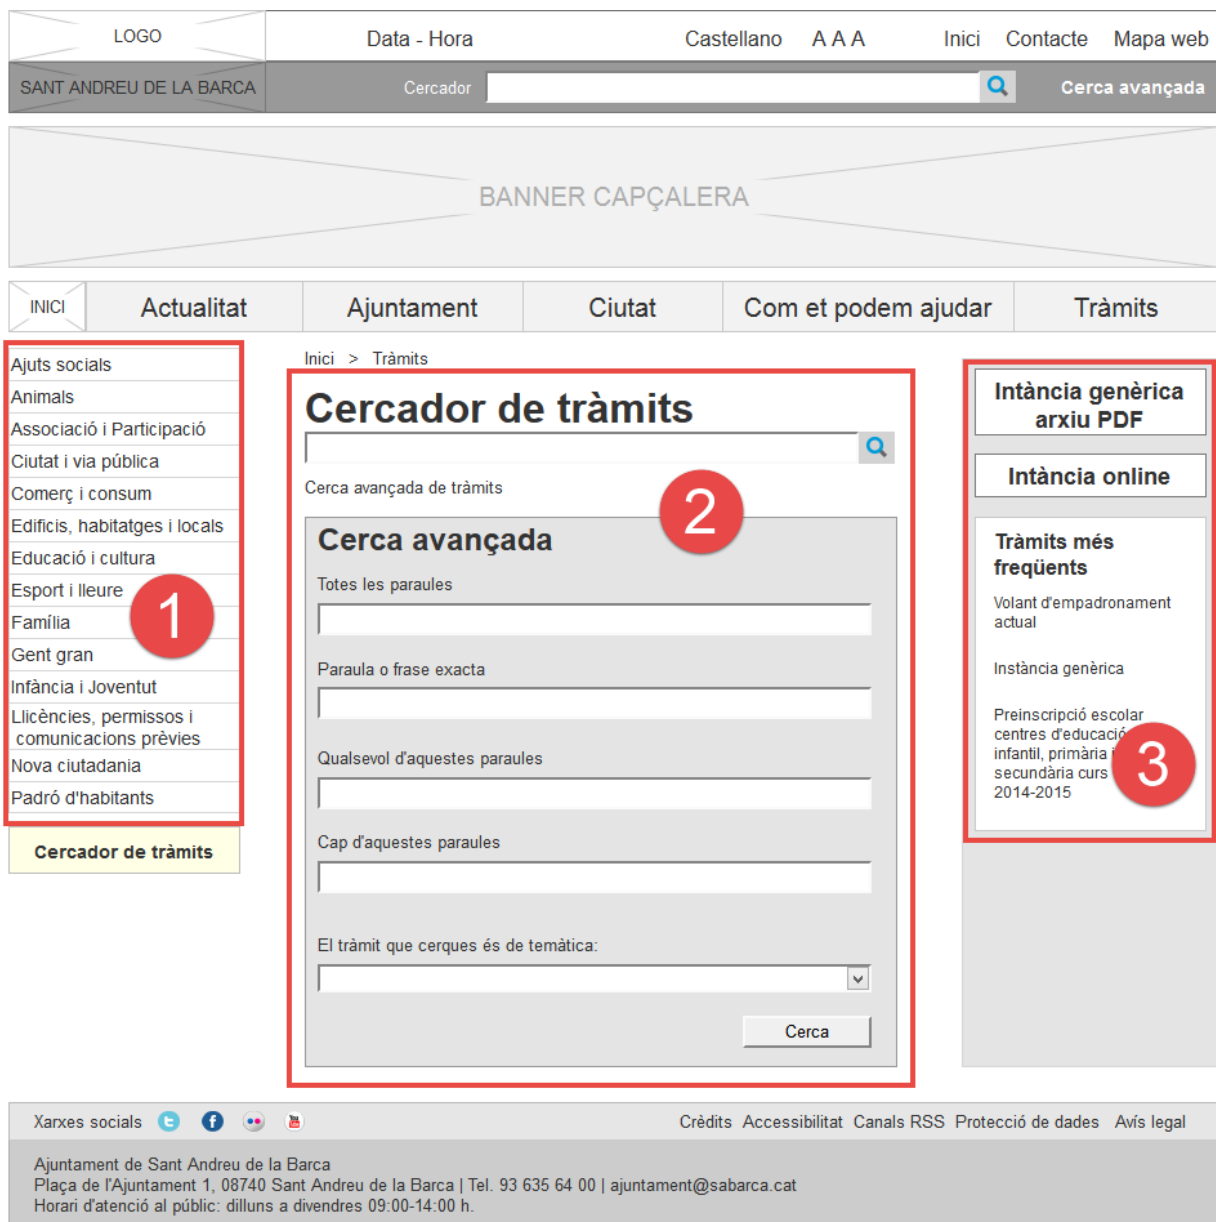 LOGO
Data - Hora
Castellano A A A Inici Contacte Mapa web
SANT ANDREU DE LA BARCA
Cercador
Cerca avançada
BANNER CAPÇALERA
INICI
Actualitat
Ajuntament
Ciutat
Com et podem ajudar
Tràmits
Ajuts socials
Animals
Associació i Participació
Ciutat i via pública
Comerç i consum
Edificis, habitatges i locals
Educació i cultura
Esport i lleure
Família
Gent gran
Infància i Joventut
Llicències, permissos i
comunicacions prèvies
Nova ciutadania
Padró d'habitants
1
Cercador de tràmits
Inici > Tràmits
Cercador de tràmits
Cerca avançada de tràmits
2
Cerca avançada
Totes les paraules
Paraula o frase exacta
Qualsevol d'aquestes paraules
Cap d'aquestes paraules
El tràmit que cerques és de temàtica:
Cerca
Intància genèrica
arxiu PDF
Intància online
Tràmits més
freqüents
Volant d'empadronament
actual
Instància genèrica
Preinscripció escolar
centres d'educació
infantil, primària i
secundària curs
2014-2015
3
Xarxes socials
Crèdits Accessibilitat Canals RSS Protecció de dades Avís legal
Ajuntament de Sant Andreu de la Barca
Plaça de l'Ajuntament 1, 08740 Sant Andreu de la Barca | Tel. 93 635 64 00 | ajuntament@sabarca.cat
Horari d'atenció al públic: dilluns a divendres 09:00-14:00 h.